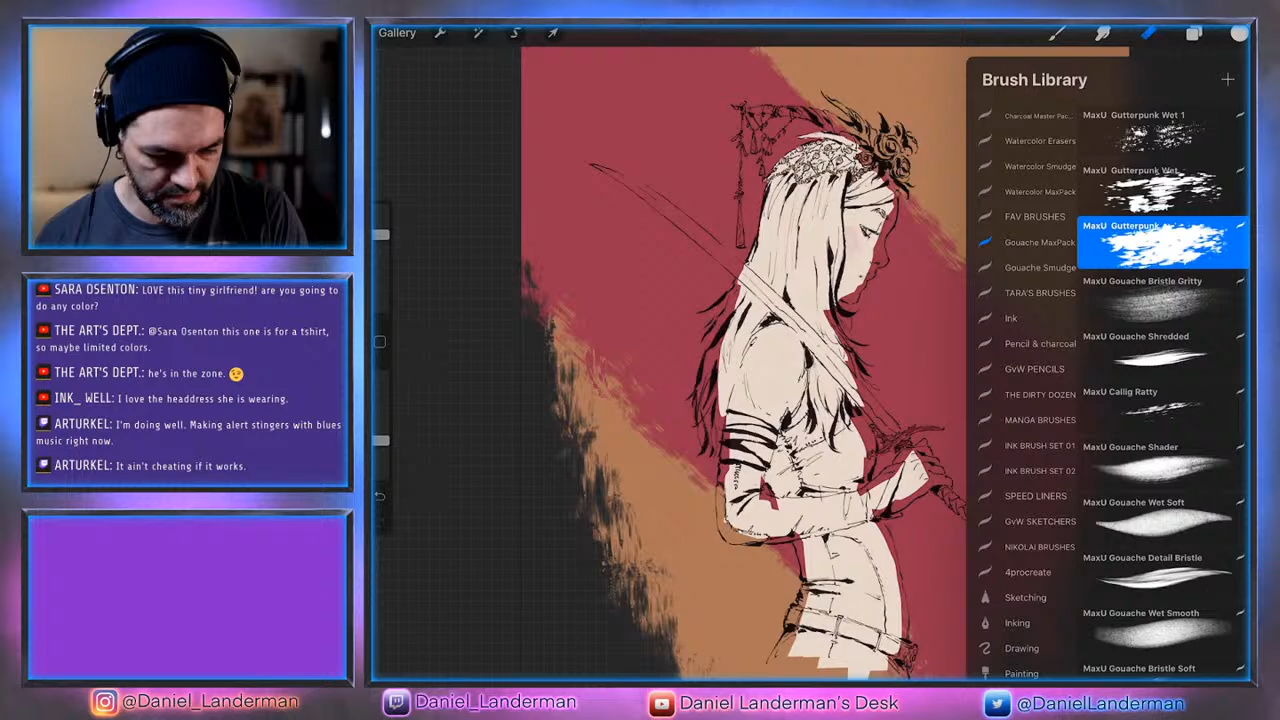 Gallery
Brush Library
Charcoal Master Pac...
Watercolor Erasers
Watercolor Smudge
Watercolor MaxPack
FAV BRUSHES
Gouache MaxPack
Gouache Smudge
TARA'S BRUSHES
Ink
Pencil & charcoal
GvW PENCILS
THE DIRTY DOZEN
MANGA BRUSHES
INK BRUSH SET 01
INK BRUSH SET 02
SPEED LINERS
GvW SKETCHERS
NIKOLAI BRUSHES
4procreate
Sketching
Inking
Drawing
Painting
MaxU Gutterpunk Wet 1
MaxU Gutterpunk Wet
MaxU Gutterpunk
MaxU Gouache Bristle Gritty
MaxU Gouache Shredded
MaxU Callig Ratty
MaxU Gouache Shader
MaxU Gouache Wet Soft
MaxU Gouache Detail Bristle
MaxU Gouache Wet Smooth
MaxU Gouache Bristle Soft
SARA OSENTON: LOVE this tiny girlfriend! are you going to
do any color?
THE ART'S DEPT.: @Sara Osenton this one is for a tshirt,
so maybe limited colors.
THE ART'S DEPT.: he's in the zone.
INK_ WELL: I love the headdress she is wearing.
ARTURKEL: I'm doing well. Making alert stingers with blues
music right now.
ARTURKEL: It ain't cheating if it works.
@Daniel_Landerman
Daniel_Landerman
Daniel Landerman's Desk
@DanielLanderman